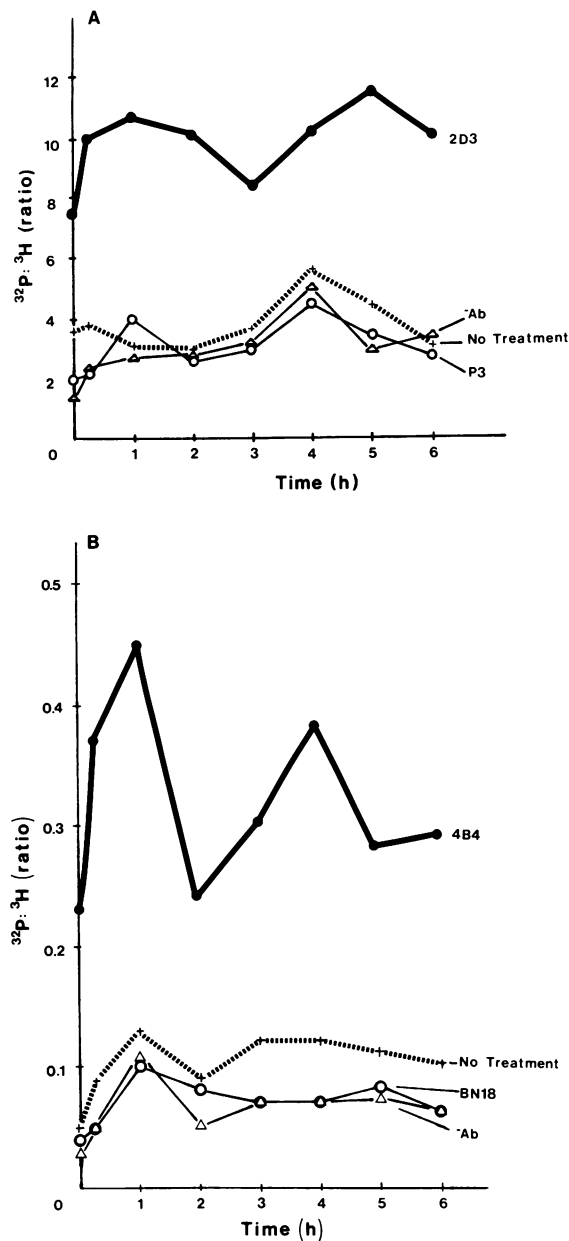 A
12
10
8
6
4
2
0
³²P: ³H (ratio)
2D3
⁻Ab
No Treatment
P3
1 2 3 4 5 6
Time (h)
B
0.5
0.4
0.3
0.2
0.1
0
³²P: ³H (ratio)
4B4
No Treatment
BN18
⁻Ab
1 2 3 4 5 6
Time (h)